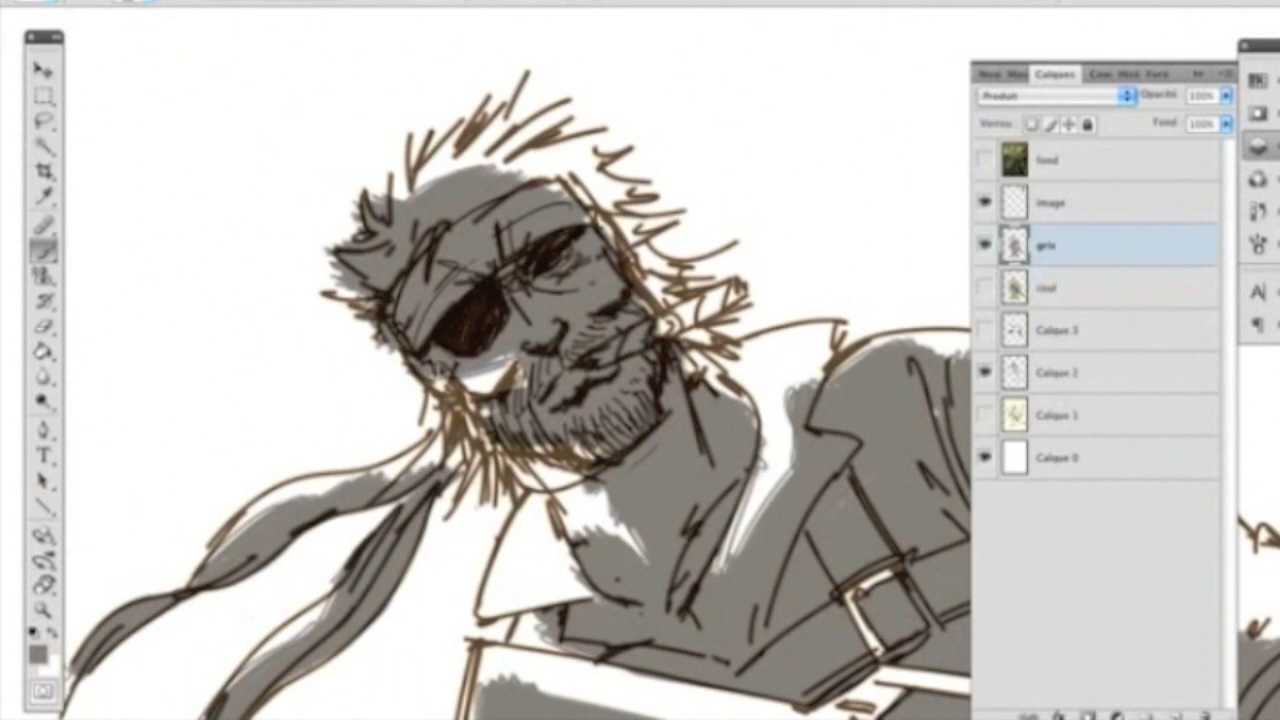 Calques
Produit Opacité 100%
Verrou Fond 100%
fond
image
gris
coul
Calque 3
Calque 2
Calque 1
Calque 0